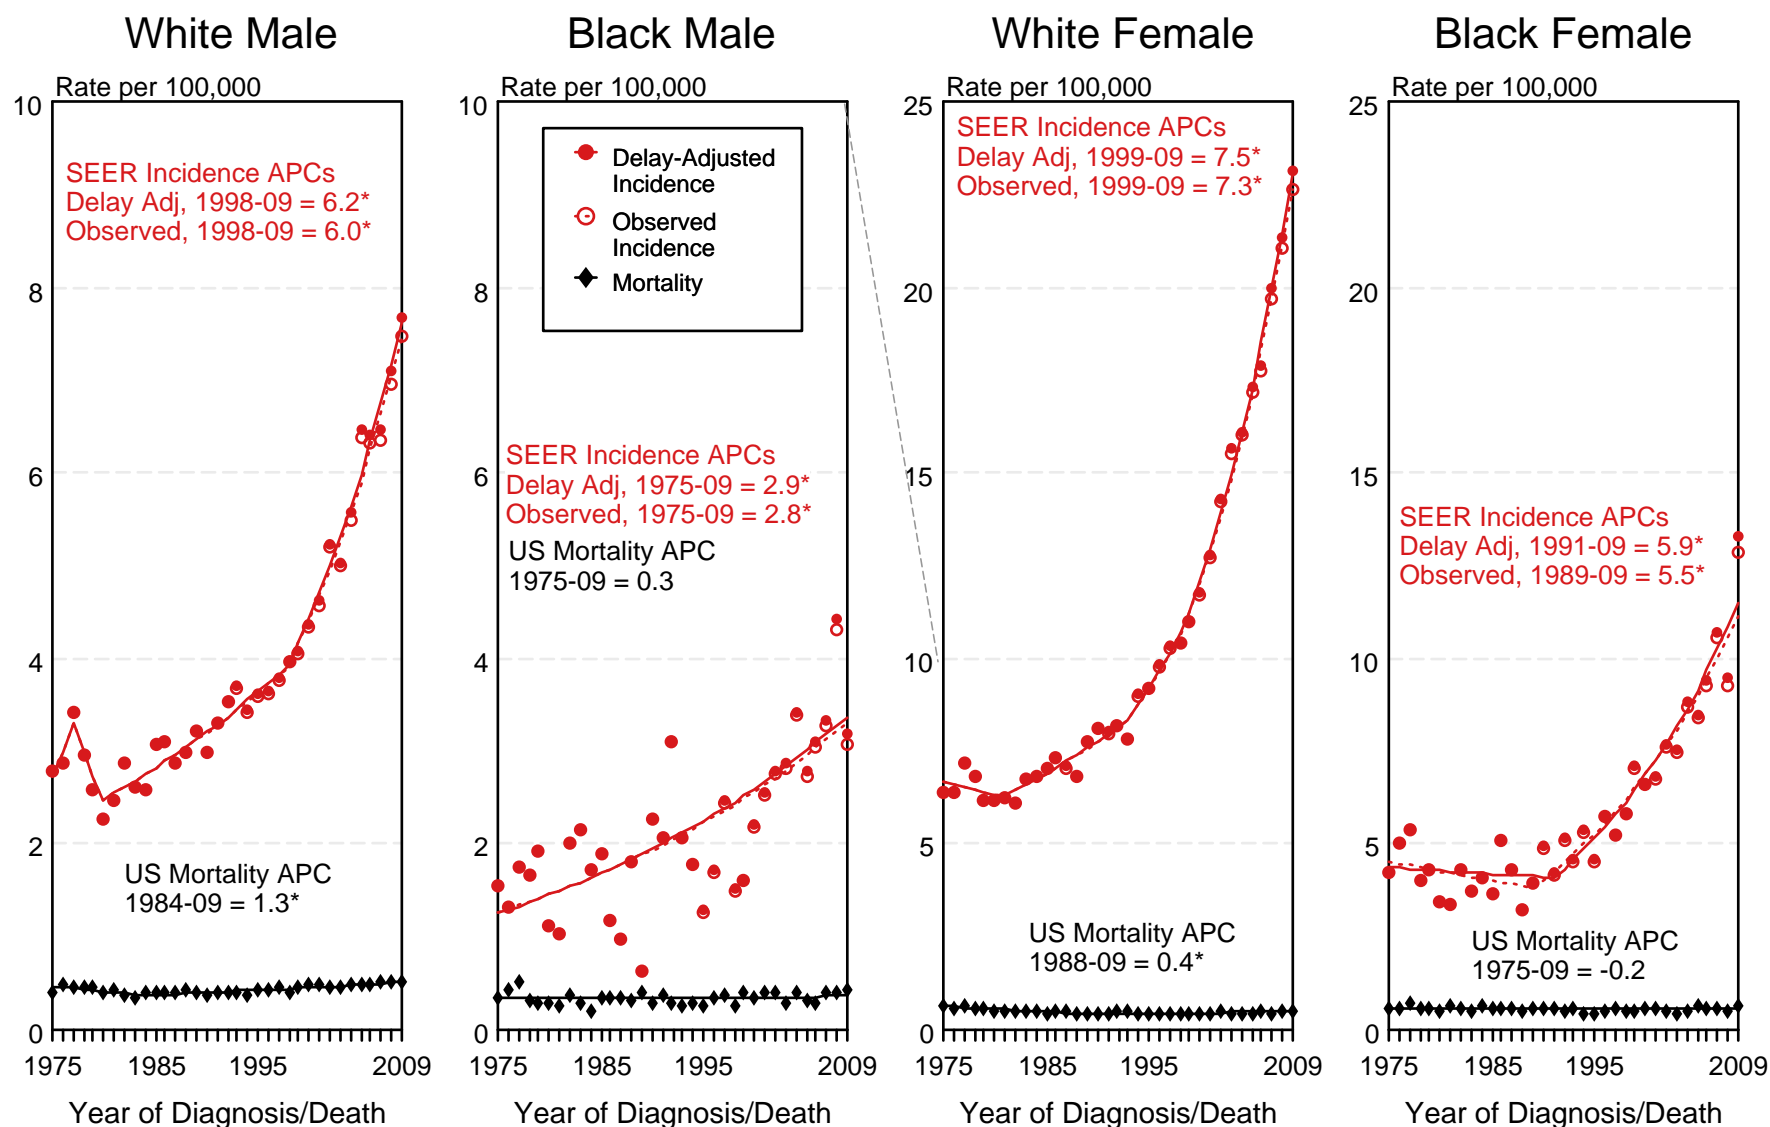 White Male
Rate per 100,000
10
8
6
4
2
0
SEER Incidence APCs
Delay Adj, 1998-09 = 6.2*
Observed, 1998-09 = 6.0*
US Mortality APC
1984-09 = 1.3*
1975 1985 1995 2009
Year of Diagnosis/Death
Black Male
Rate per 100,000
10
8
6
4
2
0
Delay-Adjusted
Incidence
Observed
Incidence
Mortality
SEER Incidence APCs
Delay Adj, 1975-09 = 2.9*
Observed, 1975-09 = 2.8*
US Mortality APC
1975-09 = 0.3
1975 1985 1995 2009
Year of Diagnosis/Death
White Female
Rate per 100,000
25
20
15
10
5
0
SEER Incidence APCs
Delay Adj, 1999-09 = 7.5*
Observed, 1999-09 = 7.3*
US Mortality APC
1988-09 = 0.4*
1975 1985 1995 2009
Year of Diagnosis/Death
Black Female
Rate per 100,000
25
20
15
10
5
0
SEER Incidence APCs
Delay Adj, 1991-09 = 5.9*
Observed, 1989-09 = 5.5*
US Mortality APC
1975-09 = -0.2
1975 1985 1995 2009
Year of Diagnosis/Death